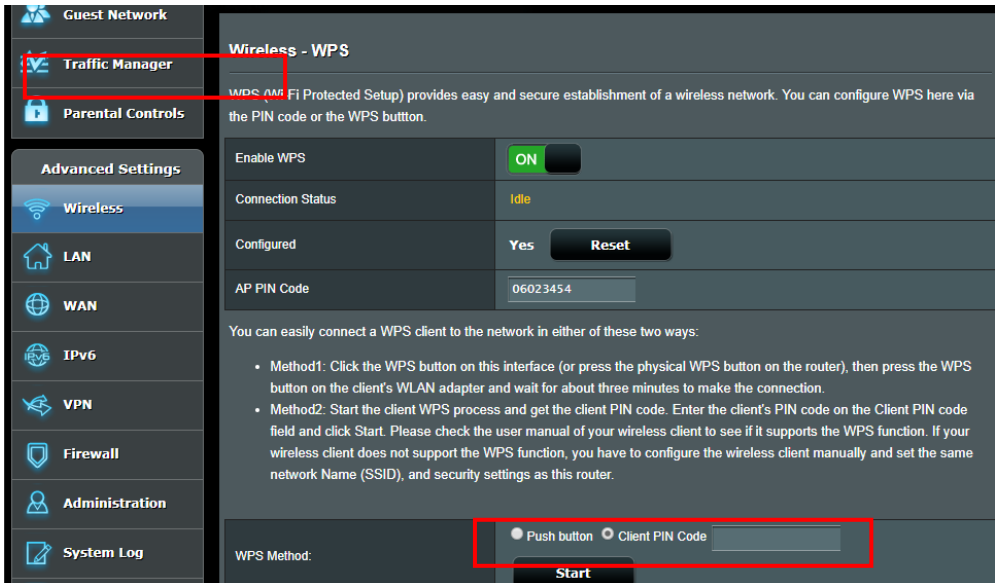 Guest Network
Traffic Manager
Parental Controls
Advanced Settings
Wireless
LAN
WAN
IPv6
IPv6
VPN
Firewall
Administration
System Log
Wireless - WPS
WPS (Wi-Fi Protected Setup) provides easy and secure establishment of a wireless network. You can configure WPS here via
the PIN code or the WPS buttton.
Enable WPS
ON
Connection Status
Idle
Configured
Yes Reset
AP PIN Code
06023454
You can easily connect a WPS client to the network in either of these two ways:
• Method1: Click the WPS button on this interface (or press the physical WPS button on the router), then press the WPS
button on the client's WLAN adapter and wait for about three minutes to make the connection.
• Method2: Start the client WPS process and get the client PIN code. Enter the client's PIN code on the Client PIN code
field and click Start. Please check the user manual of your wireless client to see if it supports the WPS function. If your
wireless client does not support the WPS function, you have to configure the wireless client manually and set the same
network Name (SSID), and security settings as this router.
WPS Method:
Push button Client PIN Code
Start